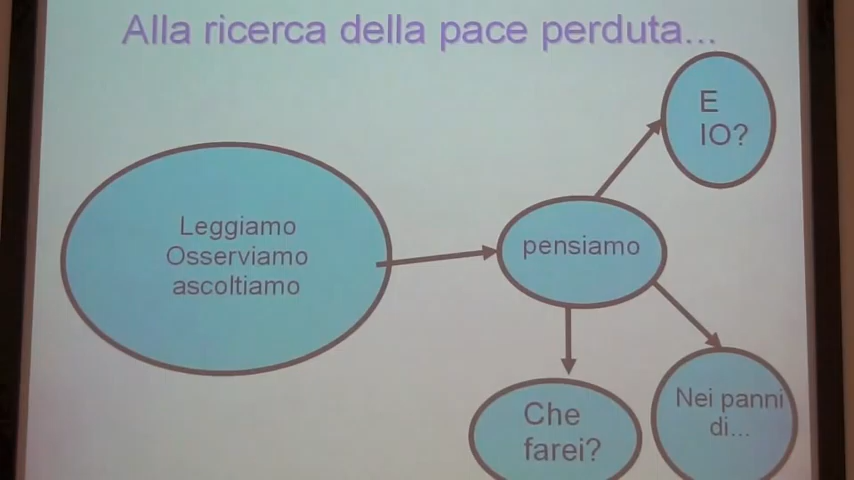 Alla ricerca della pace perduta...
Leggiamo
Osserviamo
ascoltiamo
pensiamo
E
IO?
Che
farei?
Nei panni
di...